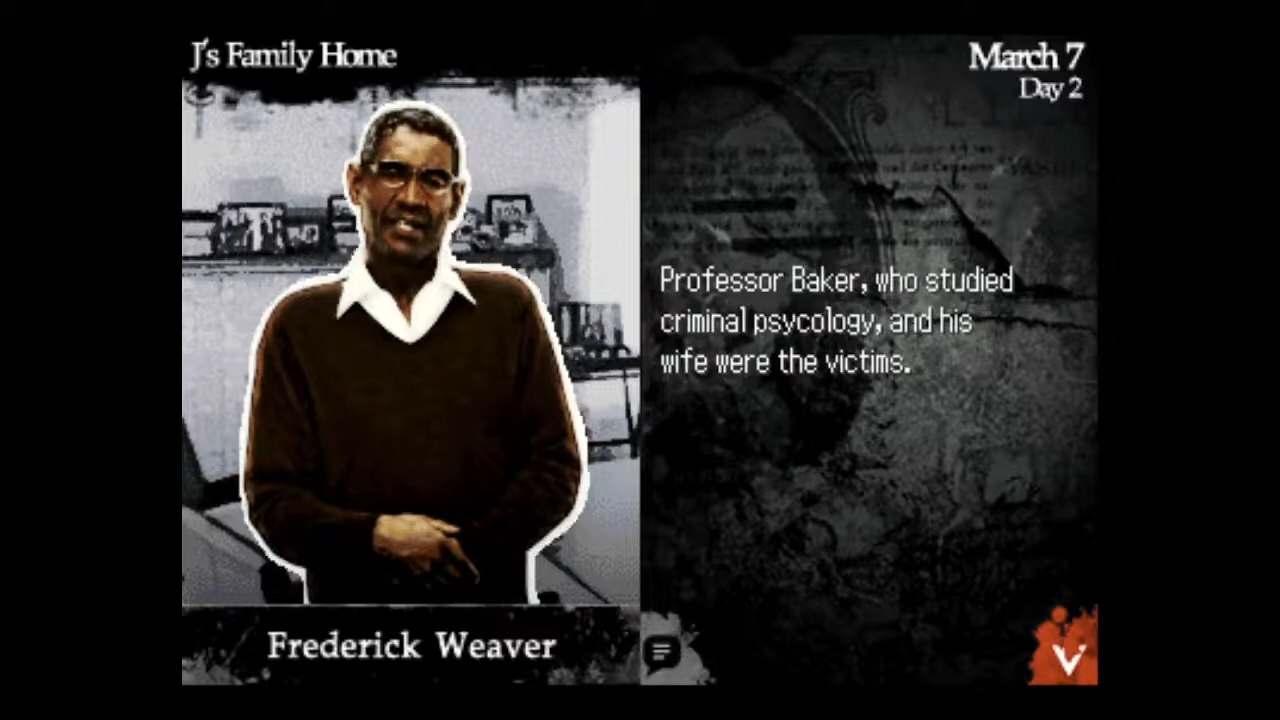 J's Family Home
March 7
Day 2
Professor Baker, who studied
criminal psycology, and his
wife were the victims.
Frederick Weaver